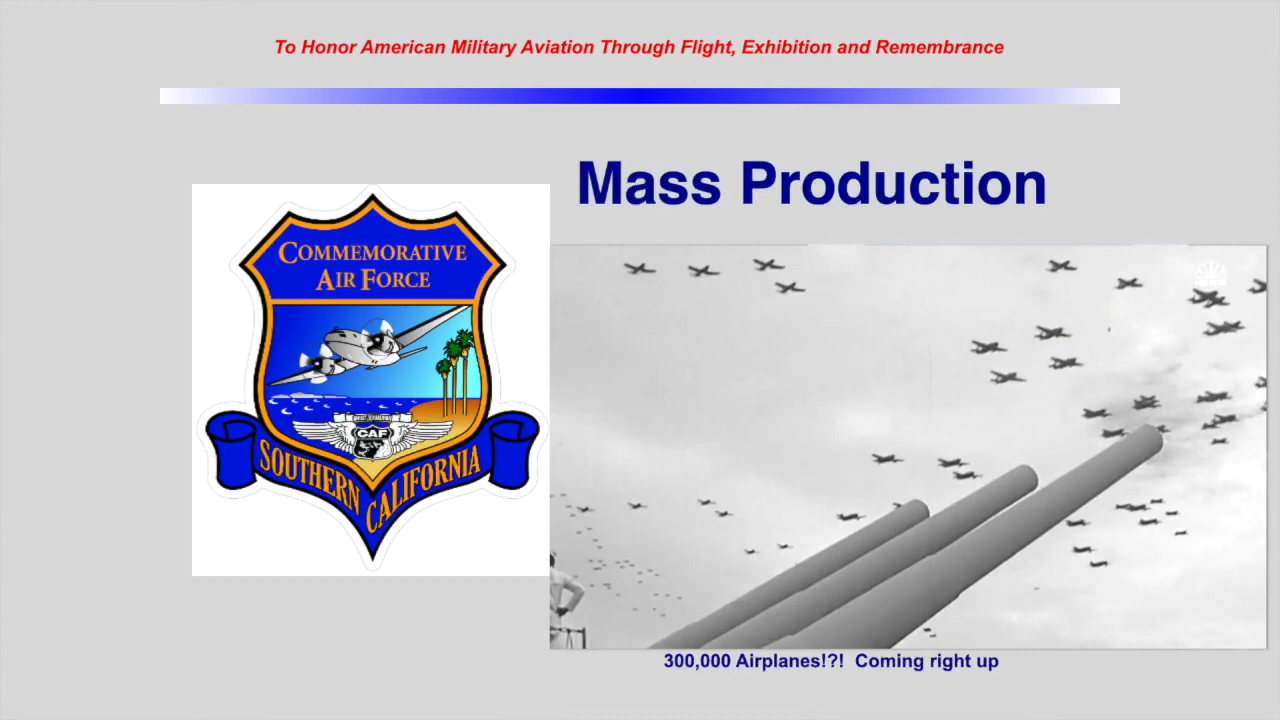 To Honor American Military Aviation Through Flight, Exhibition and Remembrance
Mass Production
COMMEMORATIVE
AIR FORCE
CAF
SOUTHERN CALIFORNIA
300,000 Airplanes!?!  Coming right up